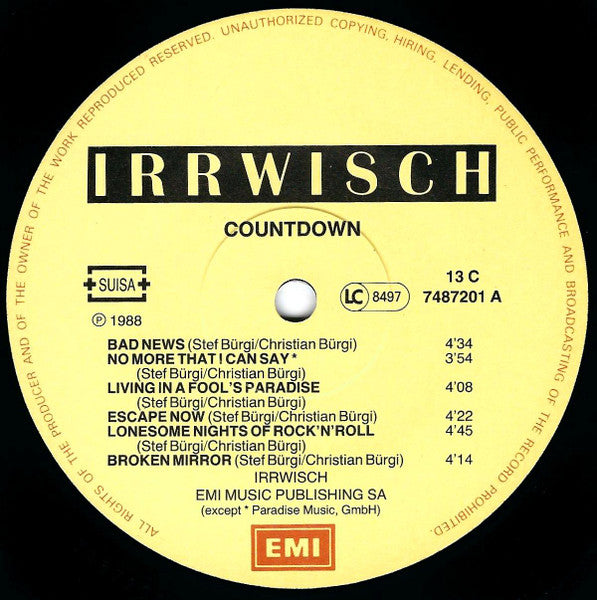 ALL RIGHTS OF THE PRODUCER AND OF THE OWNER OF THE WORK REPRODUCED RESERVED. UNAUTHORIZED COPYING, HIRING, LENDING, PUBLIC PERFORMANCE AND BROADCASTING OF THE RECORD PROHIBITED.
IRRWISCH
COUNTDOWN
SUISA
LC 8497
13 C
7487201 A
℗ 1988
BAD NEWS (Stef Bürgi/Christian Bürgi) 4'34
NO MORE THAT I CAN SAY * 3'54
(Stef Bürgi/Christian Bürgi)
LIVING IN A FOOL'S PARADISE 4'08
(Stef Bürgi/Christian Bürgi)
ESCAPE NOW (Stef Bürgi/Christian Bürgi) 4'22
LONESOME NIGHTS OF ROCK'N'ROLL 4'45
(Stef Bürgi/Christian Bürgi)
BROKEN MIRROR (Stef Bürgi/Christian Bürgi) 4'14
IRRWISCH
EMI MUSIC PUBLISHING SA
(except * Paradise Music, GmbH)
EMI